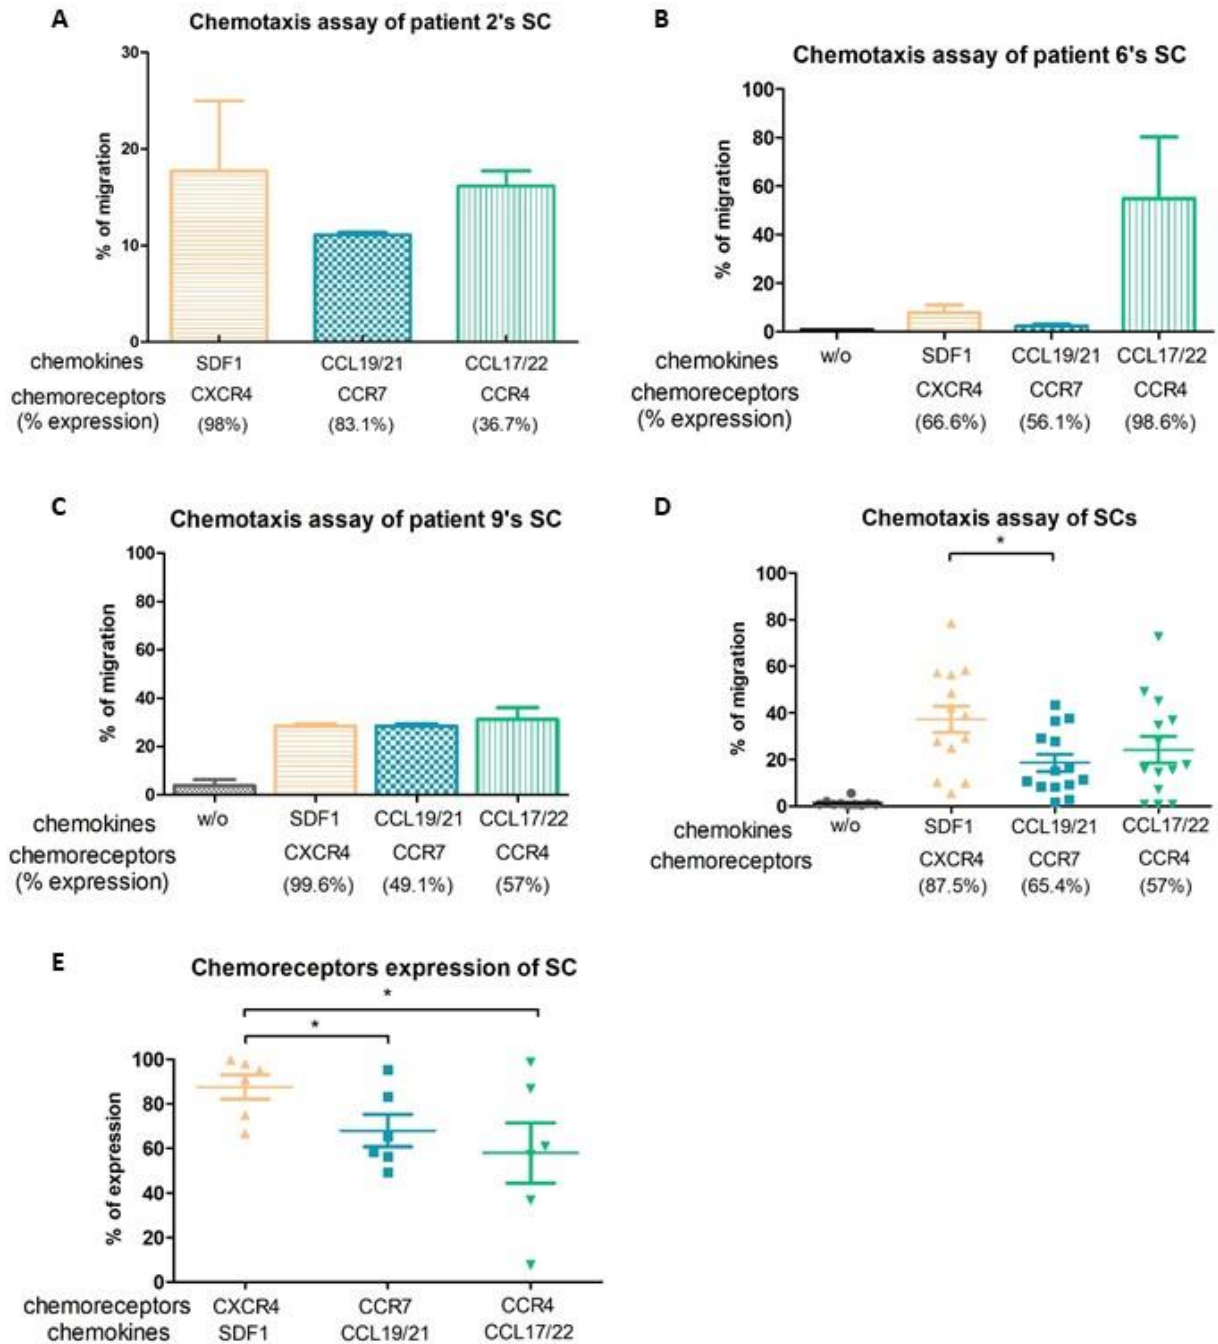 A
Chemotaxis assay of patient 2's SC
% of migration
30
20
10
0
chemokines SDF1 CCL19/21 CCL17/22
chemoreceptors CXCR4 CCR7 CCR4
(% expression) (98%) (83.1%) (36.7%)
B
Chemotaxis assay of patient 6's SC
% of migration
100
80
60
40
20
0
chemokines w/o SDF1 CCL19/21 CCL17/22
chemoreceptors CXCR4 CCR7 CCR4
(% expression) (66.6%) (56.1%) (98.6%)
C
Chemotaxis assay of patient 9's SC
% of migration
100
80
60
40
20
0
chemokines w/o SDF1 CCL19/21 CCL17/22
chemoreceptors CXCR4 CCR7 CCR4
(% expression) (99.6%) (49.1%) (57%)
D
Chemotaxis assay of SCs
*
% of migration
100
80
60
40
20
0
chemokines w/o SDF1 CCL19/21 CCL17/22
chemoreceptors CXCR4 CCR7 CCR4
(87.5%) (65.4%) (57%)
E
Chemoreceptors expression of SC
*
*
% of expression
100
80
60
40
20
0
chemoreceptors CXCR4 CCR7 CCR4
chemokines SDF1 CCL19/21 CCL17/22